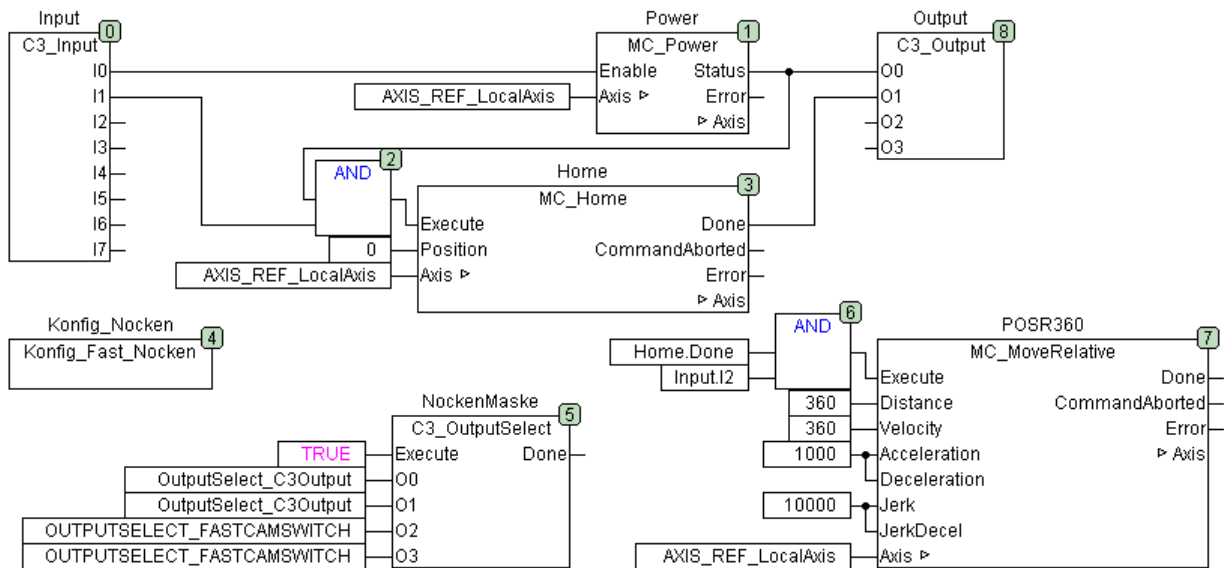 Input
0
C3_Input
I0
I1
I2
I3
I4
I5
I6
I7
Power
1
MC_Power
Enable Status
AXIS_REF_LocalAxis Axis ▹ Error
▹ Axis
Output
8
C3_Output
O0
O1
O2
O3
2
AND
Home
3
MC_Home
Execute Done
0 Position CommandAborted
AXIS_REF_LocalAxis Axis ▹ Error
▹ Axis
Konfig_Nocken
4
Konfig_Fast_Nocken
NockenMaske
5
C3_OutputSelect
TRUE Execute Done
OutputSelect_C3Output O0
OutputSelect_C3Output O1
OUTPUTSELECT_FASTCAMSWITCH O2
OUTPUTSELECT_FASTCAMSWITCH O3
6
AND
Home.Done
Input.I2
POSR360
7
MC_MoveRelative
Execute Done
360 Distance CommandAborted
360 Velocity Error
1000 Acceleration ▹ Axis
Deceleration
10000 Jerk
JerkDecel
AXIS_REF_LocalAxis Axis ▹